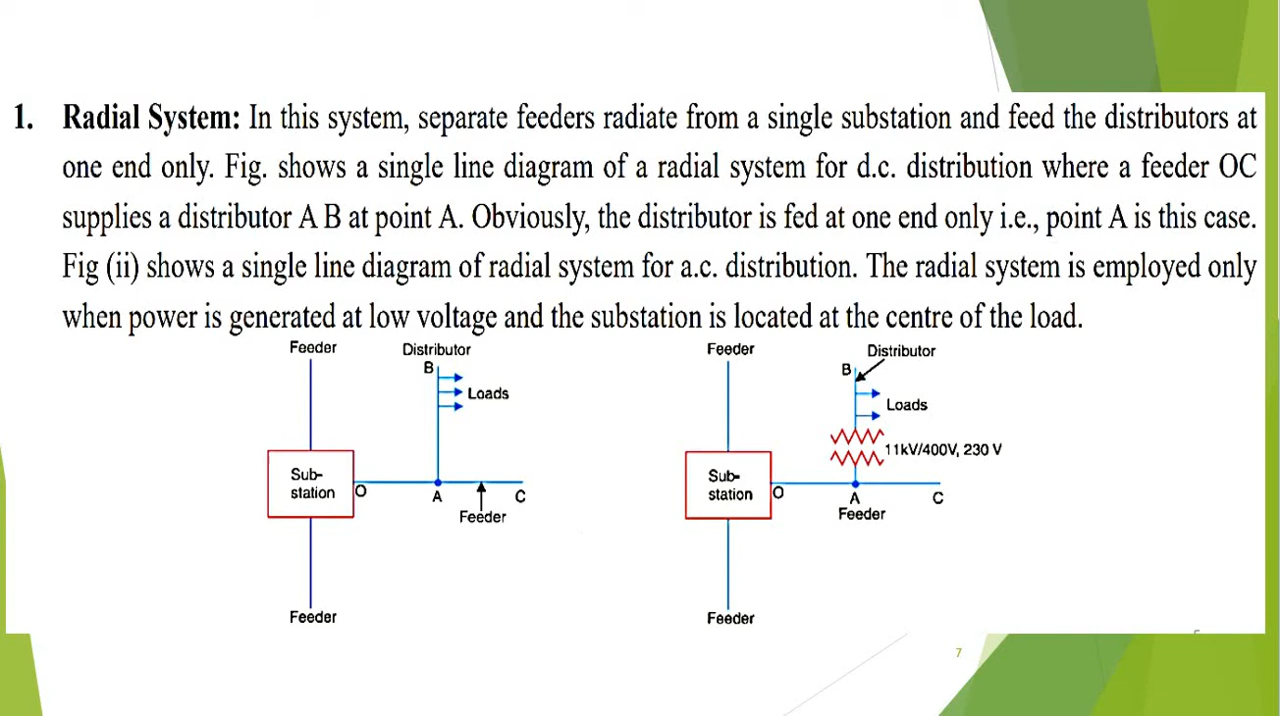 1. Radial System: In this system, separate feeders radiate from a single substation and feed the distributors at
one end only. Fig. shows a single line diagram of a radial system for d.c. distribution where a feeder OC
supplies a distributor A B at point A. Obviously, the distributor is fed at one end only i.e., point A is this case.
Fig (ii) shows a single line diagram of radial system for a.c. distribution. The radial system is employed only
when power is generated at low voltage and the substation is located at the centre of the load.
Feeder
Distributor
B
Loads
Sub-
station
O
A
C
Feeder
Feeder
Feeder
Distributor
B
Loads
11kV/400V, 230 V
Sub-
station
O
A
C
Feeder
Feeder
7